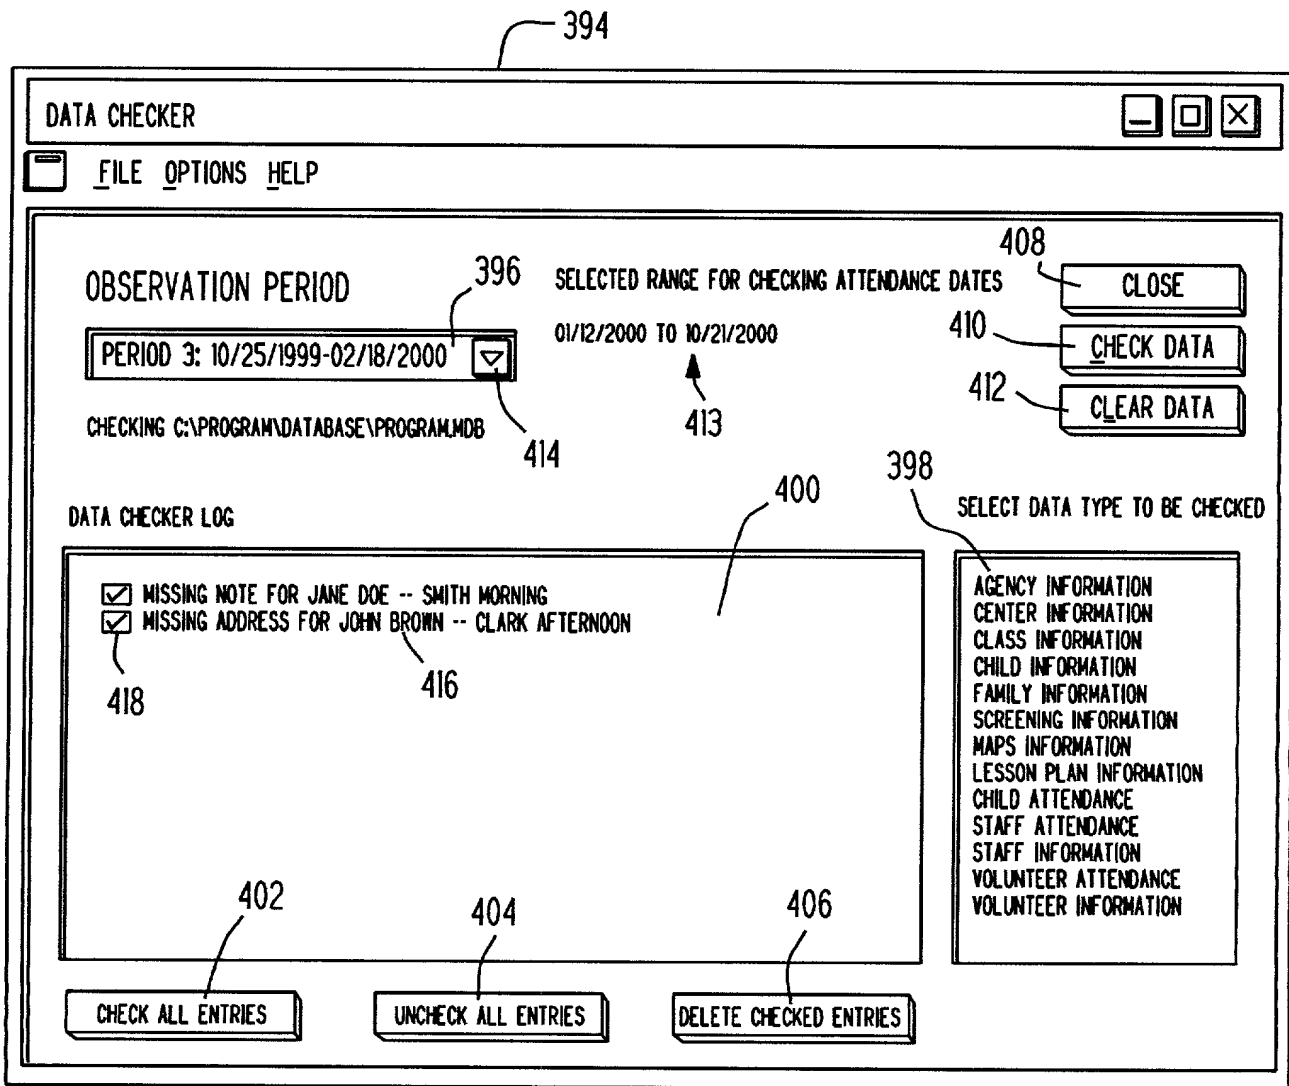 394
DATA CHECKER
FILE OPTIONS HELP
408
OBSERVATION PERIOD
396
SELECTED RANGE FOR CHECKING ATTENDANCE DATES
CLOSE
01/12/2000 TO 10/21/2000
410
PERIOD 3: 10/25/1999-02/18/2000
CHECK DATA
412
413
CLEAR DATA
CHECKING C:\PROGRAM\DATABASE\PROGRAM.MDB
414
398
400
DATA CHECKER LOG
SELECT DATA TYPE TO BE CHECKED
MISSING NOTE FOR JANE DOE -- SMITH MORNING
MISSING ADDRESS FOR JOHN BROWN -- CLARK AFTERNOON
418
416
AGENCY INFORMATION
CENTER INFORMATION
CLASS INFORMATION
CHILD INFORMATION
FAMILY INFORMATION
SCREENING INFORMATION
MAPS INFORMATION
LESSON PLAN INFORMATION
CHILD ATTENDANCE
STAFF ATTENDANCE
STAFF INFORMATION
VOLUNTEER ATTENDANCE
VOLUNTEER INFORMATION
402
404
406
CHECK ALL ENTRIES
UNCHECK ALL ENTRIES
DELETE CHECKED ENTRIES